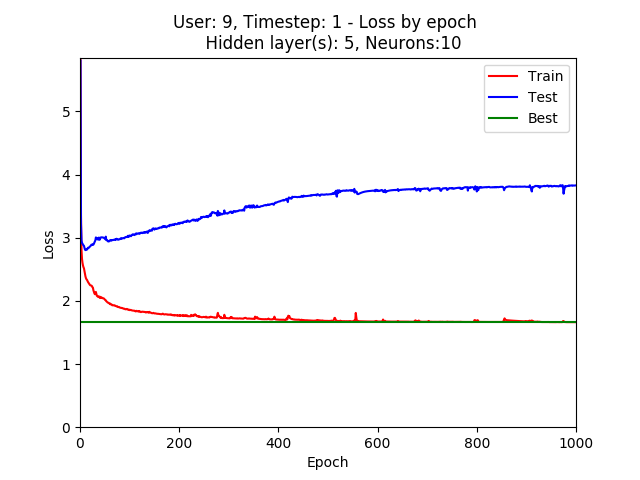 User: 9, Timestep: 1 - Loss by epoch
Hidden layer(s): 5, Neurons:10
Train
Test
Best
5
4
3
2
1
0
Loss
0 200 400 600 800 1000
Epoch